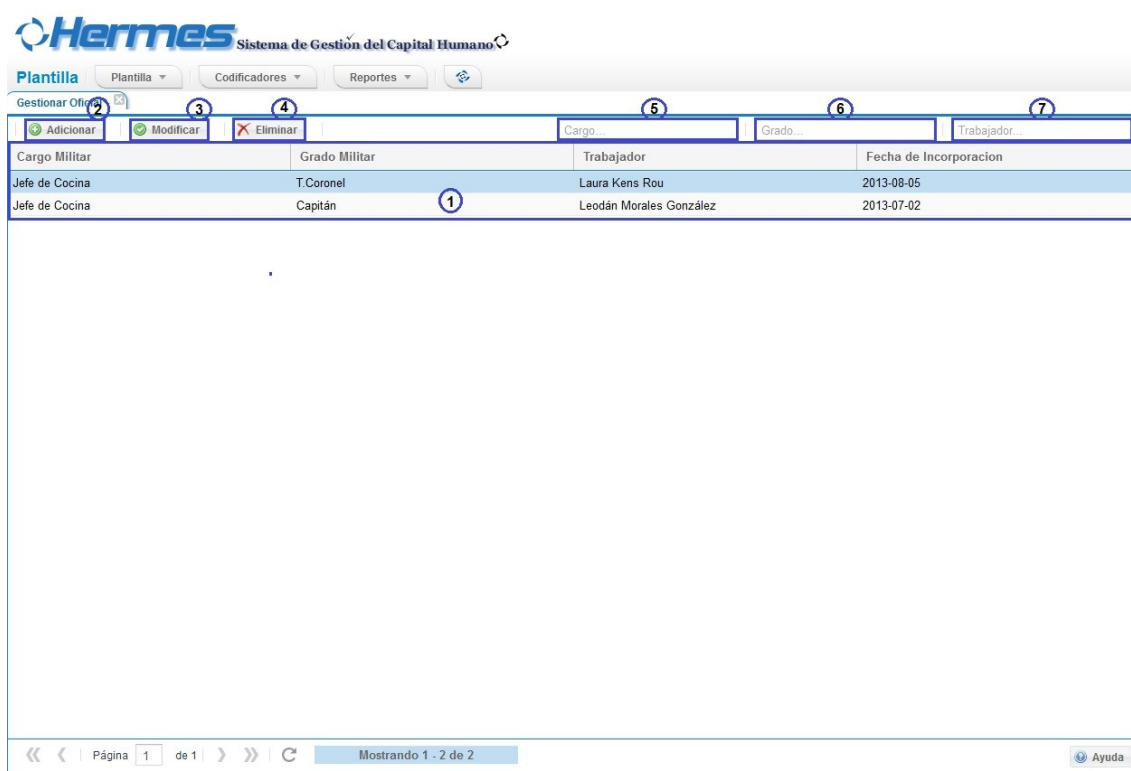 Hermes Sistema de Gestión del Capital Humano
Plantilla Plantilla Codificadores Reportes
Gestionar Oficial 2 3 4 5 6 7
Adicionar Modificar Eliminar Cargo... Grado... Trabajador...
Cargo Militar Grado Militar Trabajador Fecha de Incorporacion
Jefe de Cocina T.Coronel Laura Kens Rou 2013-08-05
Jefe de Cocina Capitán 1 Leodán Morales González 2013-07-02
Página 1 de 1 Mostrando 1 - 2 de 2 Ayuda